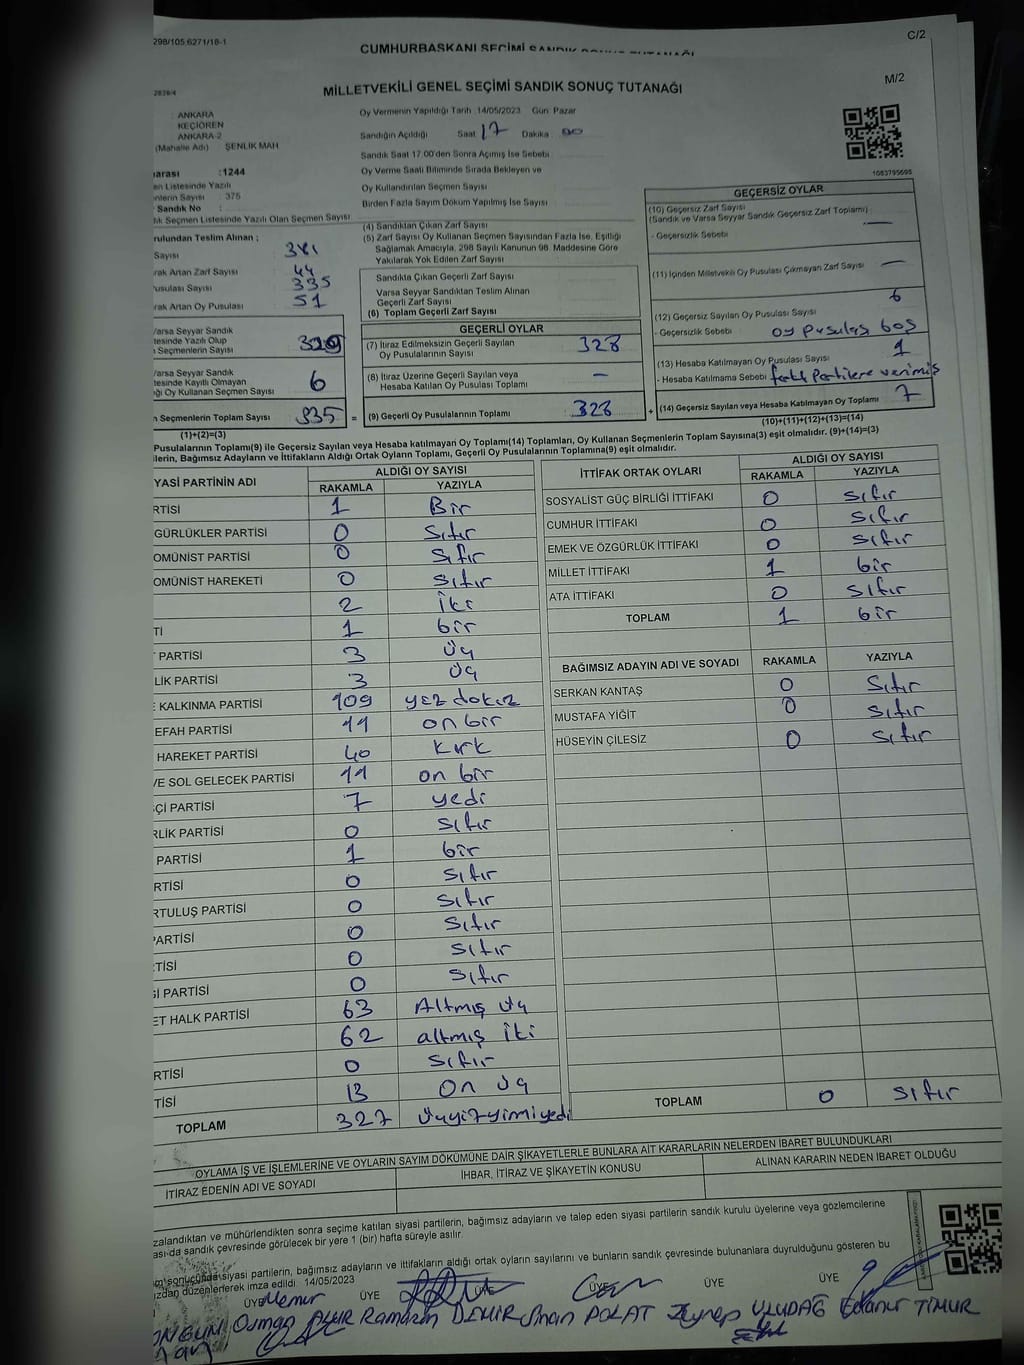 298/105.6271/18-1
C/2
CUMHURBAŞKANI SEÇİMİ SANDIK SONUÇ TUTANAĞI
MİLLETVEKİLİ GENEL SEÇİMİ SANDIK SONUÇ TUTANAĞI
M/2
ANKARA
KEÇİÖREN
ANKARA-2
(Mahalle Adı) ŞENLİK MAH
Oy Vermenin Yapıldığı Tarih 14/05/2023 Gün Pazar
Sandığın Açıldığı Saat 17 Dakika 00
Sandık Saat 17.00'den Sonra Açılmış İse Sebebi
Oy Verme Saati Bitiminde Sırada Bekleyen ve
Oy Kullandırılan Seçmen Sayısı
Birden Fazla Sayım Döküm Yapılmış İse Sayısı
1083795695
arası :1244
en Listesinde Yazılı
nlerin Sayısı 375
Sandık No
ık Seçmen Listesinde Yazılı Olan Seçmen Sayısı
rulundan Teslim Alınan ;
Sayısı 381
rak Artan Zarf Sayısı 44
usulası Sayısı 335
rak Artan Oy Pusulası 51
(4) Sandıktan Çıkan Zarf Sayısı
(5) Zarf Sayısı Oy Kullanan Seçmen Sayısından Fazla İse, Eşitliği
Sağlamak Amacıyla, 298 Sayılı Kanunun 98. Maddesine Göre
Yakılarak Yok Edilen Zarf Sayısı
Sandıkta Çıkan Geçerli Zarf Sayısı
Varsa Seyyar Sandıktan Teslim Alınan
Geçerli Zarf Sayısı
(6) Toplam Geçerli Zarf Sayısı
GEÇERSİZ OYLAR
(10) Geçersiz Zarf Sayısı
(Sandık ve Varsa Seyyar Sandık Geçersiz Zarf Toplamı) —
- Geçersizlik Sebebi
(11) İçinden Milletvekili Oy Pusulası Çıkmayan Zarf Sayısı —
(12) Geçersiz Sayılan Oy Pusulası Sayısı 6
- Geçersizlik Sebebi oy pusulası boş
(13) Hesaba Katılmayan Oy Pusulası Sayısı 1
- Hesaba Katılmama Sebebi farklı partilere verilmiş
(14) Geçersiz Sayılan veya Hesaba Katılmayan Oy Toplamı 7
(10)+(11)+(12)+(13)=(14)
Varsa Seyyar Sandık
tesinde Yazılı Olup
n Seçmenlerin Sayısı 329
Varsa Seyyar Sandık
tesinde Kayıtlı Olmayan
ği Oy Kullanan Seçmen Sayısı 6
n Seçmenlerin Toplam Sayısı 335 =
(1)+(2)=(3)
GEÇERLİ OYLAR
(7) İtiraz Edilmeksizin Geçerli Sayılan
Oy Pusulalarının Sayısı 328
(8) İtiraz Üzerine Geçerli Sayılan veya
Hesaba Katılan Oy Pusulası Toplamı —
(9) Geçerli Oy Pusulalarının Toplamı 328 +
Pusulalarının Toplamı(9) ile Geçersiz Sayılan veya Hesaba katılmayan Oy Toplamı(14) Toplamları, Oy Kullanan Seçmenlerin Toplam Sayısına(3) eşit olmalıdır. (9)+(14)=(3)
ilerin, Bağımsız Adayların ve İttifakların Aldığı Ortak Oyların Toplamı, Geçerli Oy Pusulalarının Toplamına(9) eşit olmalıdır.
YASİ PARTİNİN ADI ALDIĞI OY SAYISI
RAKAMLA YAZIYLA
RTİSİ 1 Bir
GÜRLÜKLER PARTİSİ 0 Sıfır
OMÜNİST PARTİSİ 0 Sıfır
OMÜNİST HAREKETİ 0 Sıfır
2 İki
Tİ 1 bir
PARTİSİ 3 Üç
LİK PARTİSİ 3 Üç
KALKINMA PARTİSİ 109 yüz dokuz
EFAH PARTİSİ 11 on bir
HAREKET PARTİSİ 40 kırk
VE SOL GELECEK PARTİSİ 11 on bir
Çİ PARTİSİ 7 yedi
RLİK PARTİSİ 0 sıfır
PARTİSİ 1 bir
RTİSİ 0 Sıfır
RTULUŞ PARTİSİ 0 Sıfır
PARTİSİ 0 Sıfır
TİSİ 0 Sıfır
Gİ PARTİSİ 0 Sıfır
ET HALK PARTİSİ 63 Altmış Üç
62 altmış İki
RTİSİ 0 Sıfır
TİSİ 13 On Üç
TOPLAM 327 Üçyüzyirmiyedi
İTTİFAK ORTAK OYLARI ALDIĞI OY SAYISI
RAKAMLA YAZIYLA
SOSYALİST GÜÇ BİRLİĞİ İTTİFAKI 0 sıfır
CUMHUR İTTİFAKI 0 sıfır
EMEK VE ÖZGÜRLÜK İTTİFAKI 0 sıfır
MİLLET İTTİFAKI 1 bir
ATA İTTİFAKI 0 sıfır
TOPLAM 1 bir
BAĞIMSIZ ADAYIN ADI VE SOYADI RAKAMLA YAZIYLA
SERKAN KANTAŞ 0 Sıfır
MUSTAFA YİĞİT 0 sıfır
HÜSEYİN ÇİLESİZ 0 sıfır
TOPLAM 0 sıfır
OYLAMA İŞ VE İŞLEMLERİNE VE OYLARIN SAYIM DÖKÜMÜNE DAİR ŞİKAYETLERLE BUNLARA AİT KARARLARIN NELERDEN İBARET BULUNDUKLARI
İTİRAZ EDENİN ADI VE SOYADI İHBAR, İTİRAZ VE ŞİKAYETİN KONUSU ALINAN KARARIN NEDEN İBARET OLDUĞU
zalandıktan ve mühürlendikten sonra seçime katılan siyasi partilerin, bağımsız adayların ve talep eden siyasi partilerin sandık kurulu üyelerine veya gözlemcilerine
ası da sandık çevresinde görülecek bir yere 1 (bir) hafta süreyle asılır
m sonucunda siyasi partilerin, bağımsız adayların ve ittifakların aldığı ortak oyların sayılarını ve bunların sandık çevresinde bulunanlara duyrulduğunu gösteren bu
ızdan düzenlenerek imza edildi. 14/05/2023
ÜYE Memur ÜYE ÜYE ÜYE ÜYE ÜYE
Osman Ramazan DEMİR Sinan POLAT Zeynep ULUDAĞ Edanur TİMUR